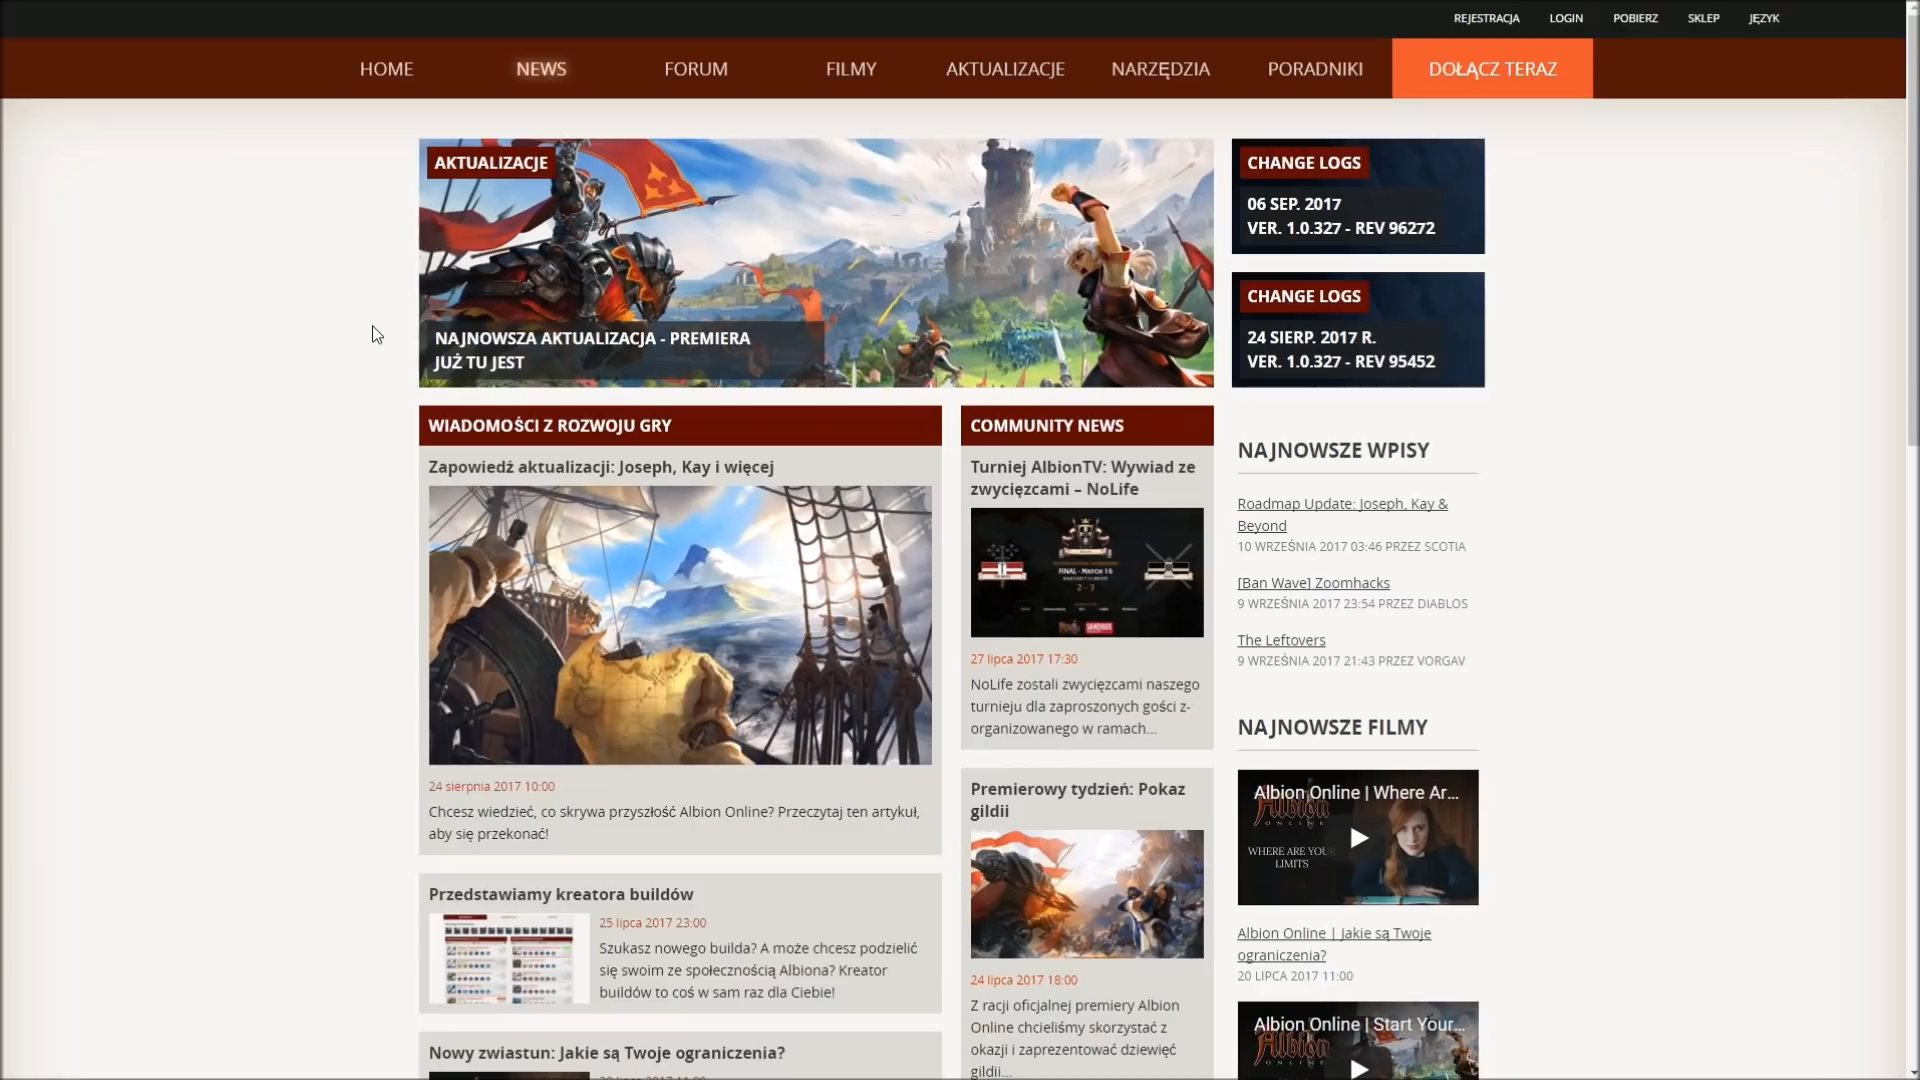 REJESTRACJA LOGIN POBIERZ SKLEP JĘZYK
HOME NEWS FORUM FILMY AKTUALIZACJE NARZĘDZIA PORADNIKI DOŁĄCZ TERAZ
AKTUALIZACJE
NAJNOWSZA AKTUALIZACJA - PREMIERA
JUŻ TU JEST
CHANGE LOGS
06 SEP. 2017
VER. 1.0.327 - REV 96272
CHANGE LOGS
24 SIERP. 2017 R.
VER. 1.0.327 - REV 95452
WIADOMOŚCI Z ROZWOJU GRY
Zapowiedź aktualizacji: Joseph, Kay i więcej
24 sierpnia 2017 10:00
Chcesz wiedzieć, co skrywa przyszłość Albion Online? Przeczytaj ten artykuł,
aby się przekonać!
Przedstawiamy kreatora buildów
25 lipca 2017 23:00
Szukasz nowego builda? A może chcesz podzielić
się swoim ze społecznością Albiona? Kreator
buildów to coś w sam raz dla Ciebie!
Nowy zwiastun: Jakie są Twoje ograniczenia?
COMMUNITY NEWS
Turniej AlbionTV: Wywiad ze
zwycięzcami – NoLife
FINAL - MATCH 16
2 - 3
27 lipca 2017 17:30
NoLife zostali zwycięzcami naszego
turnieju dla zaproszonych gości z-
organizowanego w ramach...
Premierowy tydzień: Pokaz
gildii
24 lipca 2017 18:00
Z racji oficjalnej premiery Albion
Online chcieliśmy skorzystać z
okazji i zaprezentować dziewięć
gildii...
NAJNOWSZE WPISY
Roadmap Update: Joseph, Kay &
Beyond
10 WRZEŚNIA 2017 03:46 PRZEZ SCOTIA
[Ban Wave] Zoomhacks
9 WRZEŚNIA 2017 23:54 PRZEZ DIABLOS
The Leftovers
9 WRZEŚNIA 2017 21:43 PRZEZ VORGAV
NAJNOWSZE FILMY
Albion Online | Where Ar...
Albion
ONLINE
WHERE ARE YOUR
LIMITS
Albion Online | Jakie są Twoje
ograniczenia?
20 LIPCA 2017 11:00
Albion Online | Start Your...
Albion
ONLINE